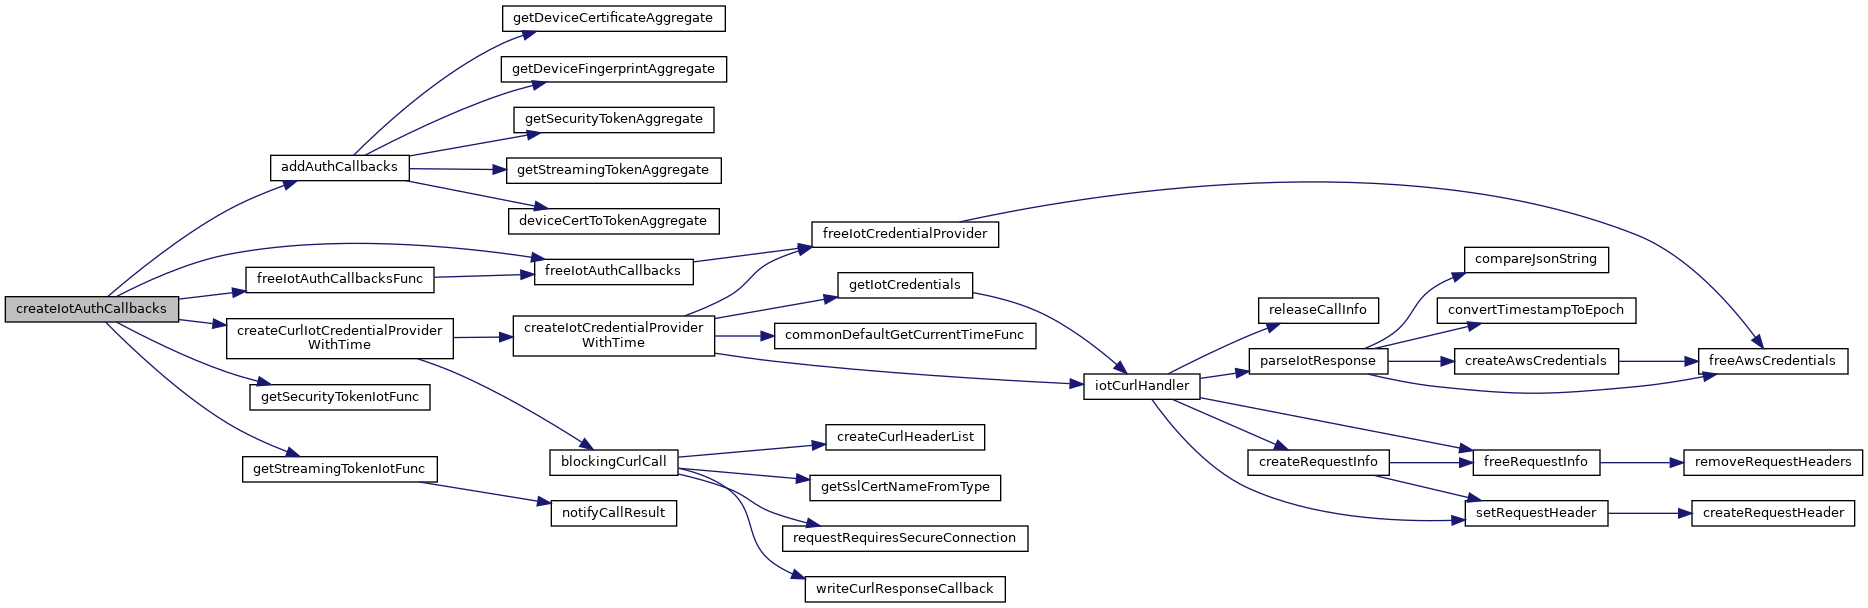 createIotAuthCallbacks
addAuthCallbacks
freeIotAuthCallbacksFunc
createCurlIotCredentialProvider
WithTime
getSecurityTokenIotFunc
getStreamingTokenIotFunc
getDeviceCertificateAggregate
getDeviceFingerprintAggregate
getSecurityTokenAggregate
getStreamingTokenAggregate
deviceCertToTokenAggregate
freeIotAuthCallbacks
createIotCredentialProvider
WithTime
blockingCurlCall
notifyCallResult
freeIotCredentialProvider
getIotCredentials
commonDefaultGetCurrentTimeFunc
createCurlHeaderList
getSslCertNameFromType
requestRequiresSecureConnection
writeCurlResponseCallback
iotCurlHandler
releaseCallInfo
parseIotResponse
createRequestInfo
compareJsonString
convertTimestampToEpoch
createAwsCredentials
freeRequestInfo
setRequestHeader
freeAwsCredentials
removeRequestHeaders
createRequestHeader